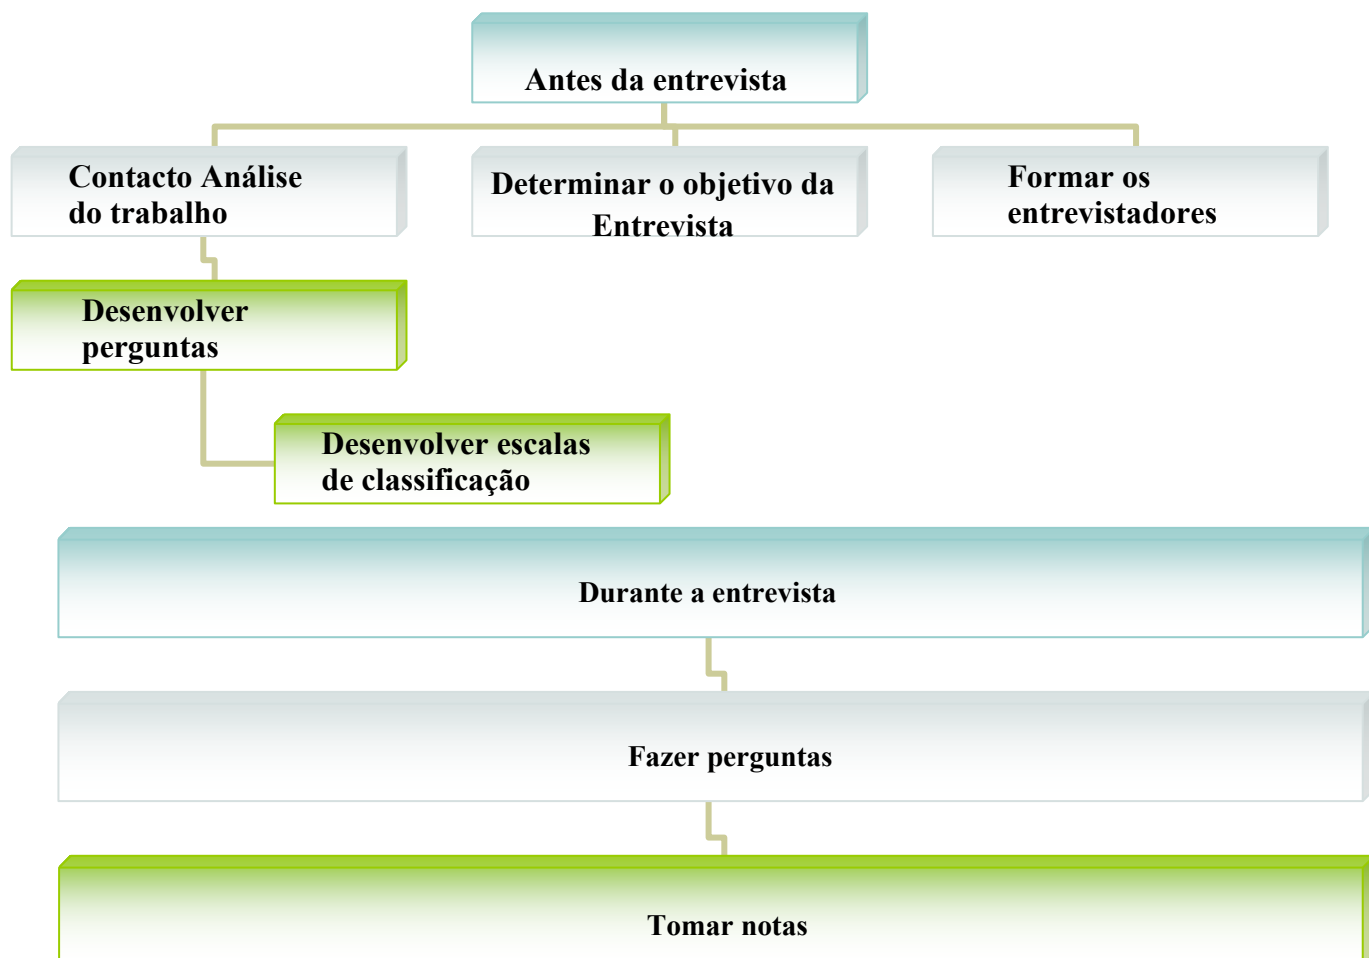 Antes da entrevista
Contacto Análise
do trabalho
Determinar o objetivo da
Entrevista
Formar os
entrevistadores
Desenvolver
perguntas
Desenvolver escalas
de classificação
Durante a entrevista
Fazer perguntas
Tomar notas